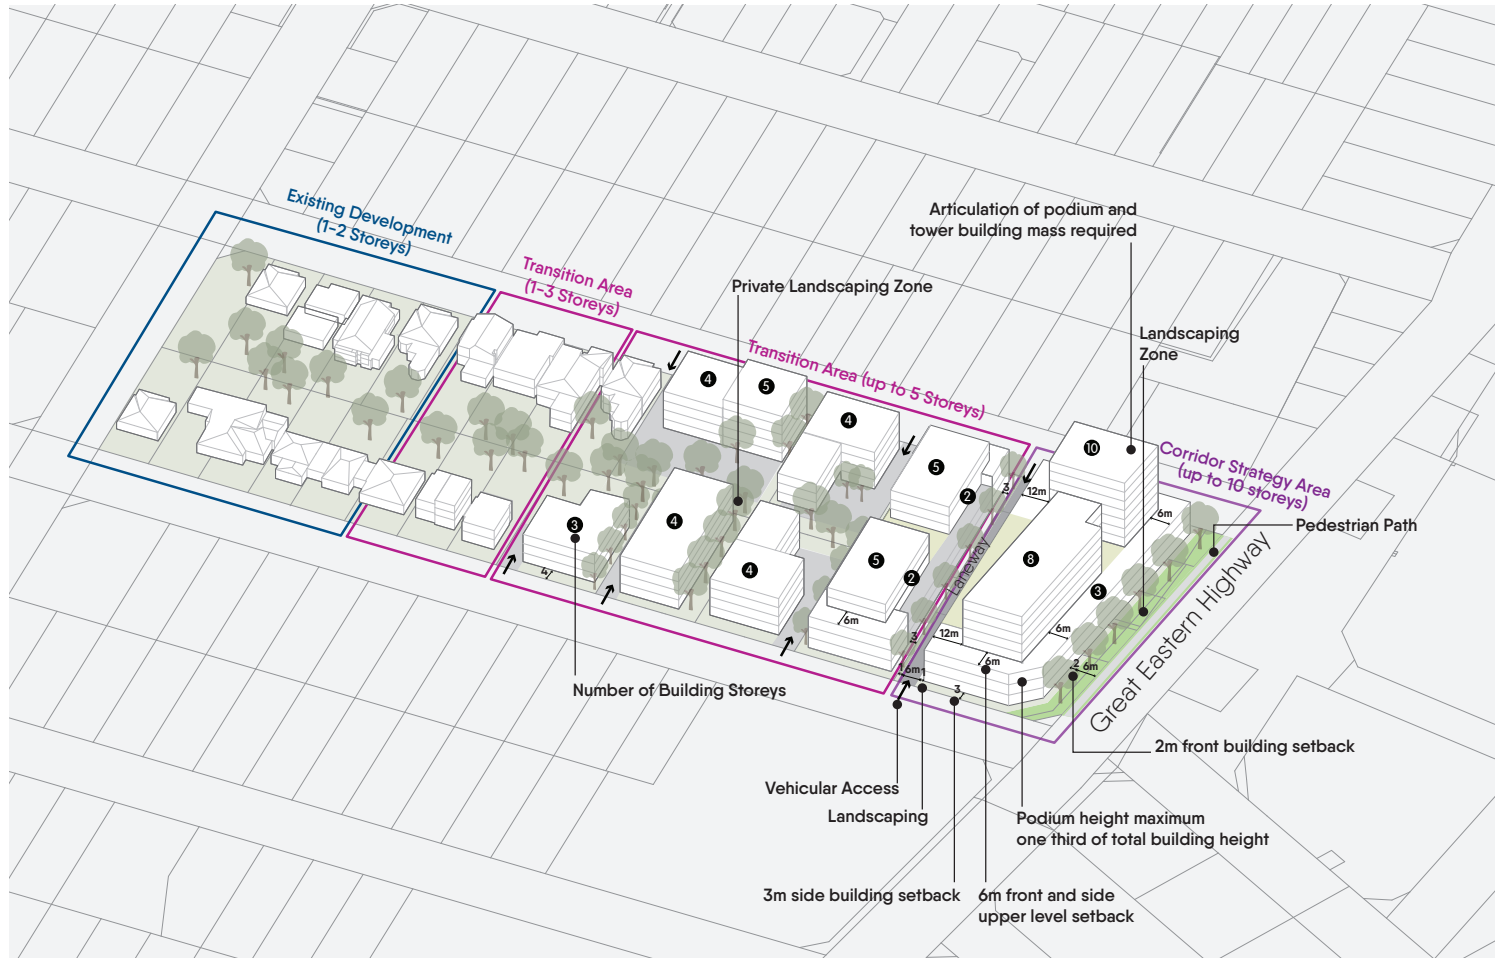 Existing Development
(1–2 Storeys)
Transition Area
(1–3 Storeys)
Transition Area (up to 5 Storeys)
Articulation of podium and
tower building mass required
Private Landscaping Zone
Landscaping
Zone
Corridor Strategy Area
(up to 10 storeys)
Pedestrian Path
Great Eastern Highway
Laneway
4
5
4
5
2
3
12m
10
6m
3
4
4
5
2
8
3
4
6m
3
12m
6m
6m
1
6m
1
3
2
6m
Number of Building Storeys
2m front building setback
Vehicular Access
Landscaping
Podium height maximum
one third of total building height
3m side building setback
6m front and side
upper level setback